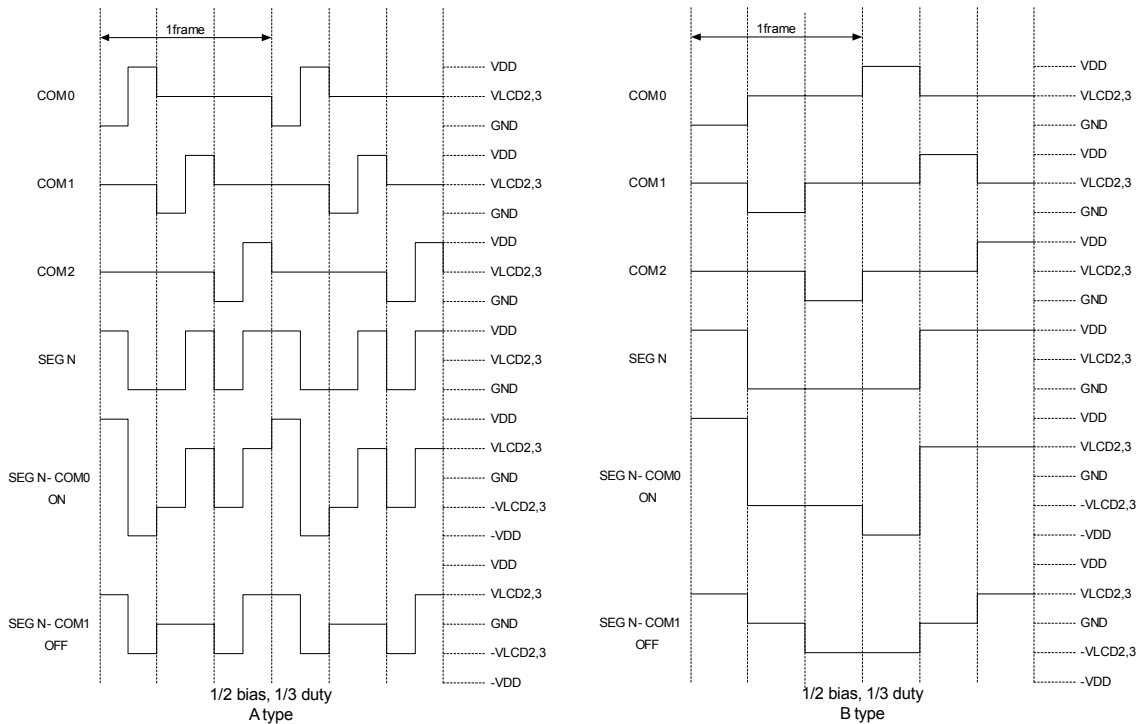 1frame
COM0
VDD
VLCD2,3
GND
COM1
VDD
VLCD2,3
GND
COM2
VDD
VLCD2,3
GND
SEG N
VDD
VLCD2,3
GND
SEG N- COM0
ON
VDD
VLCD2,3
GND
-VLCD2,3
-VDD
SEG N- COM1
OFF
VDD
VLCD2,3
GND
-VLCD2,3
-VDD
1/2 bias, 1/3 duty
A type
1frame
COM0
VDD
VLCD2,3
GND
COM1
VDD
VLCD2,3
GND
COM2
VDD
VLCD2,3
GND
SEG N
VDD
VLCD2,3
GND
SEG N- COM0
ON
VDD
VLCD2,3
GND
-VLCD2,3
-VDD
SEG N- COM1
OFF
VDD
VLCD2,3
GND
-VLCD2,3
-VDD
1/2 bias, 1/3 duty
B type